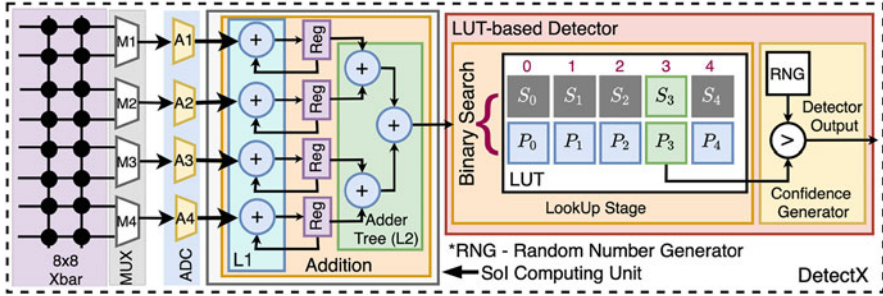 LUT-based Detector
M1
A1
+
Reg
M2
A2
+
Reg
M3
A3
+
Reg
M4
A4
+
Reg
+
+
+
Adder
Tree (L2)
L1
Addition
8x8
Xbar
MUX
ADC
Binary Search
{
0 1 2 3 4
S0 S1 S2 S3 S4
P0 P1 P2 P3 P4
LUT
LookUp Stage
RNG
Detector
Output
>
Confidence
Generator
*RNG - Random Number Generator
SoI Computing Unit
DetectX